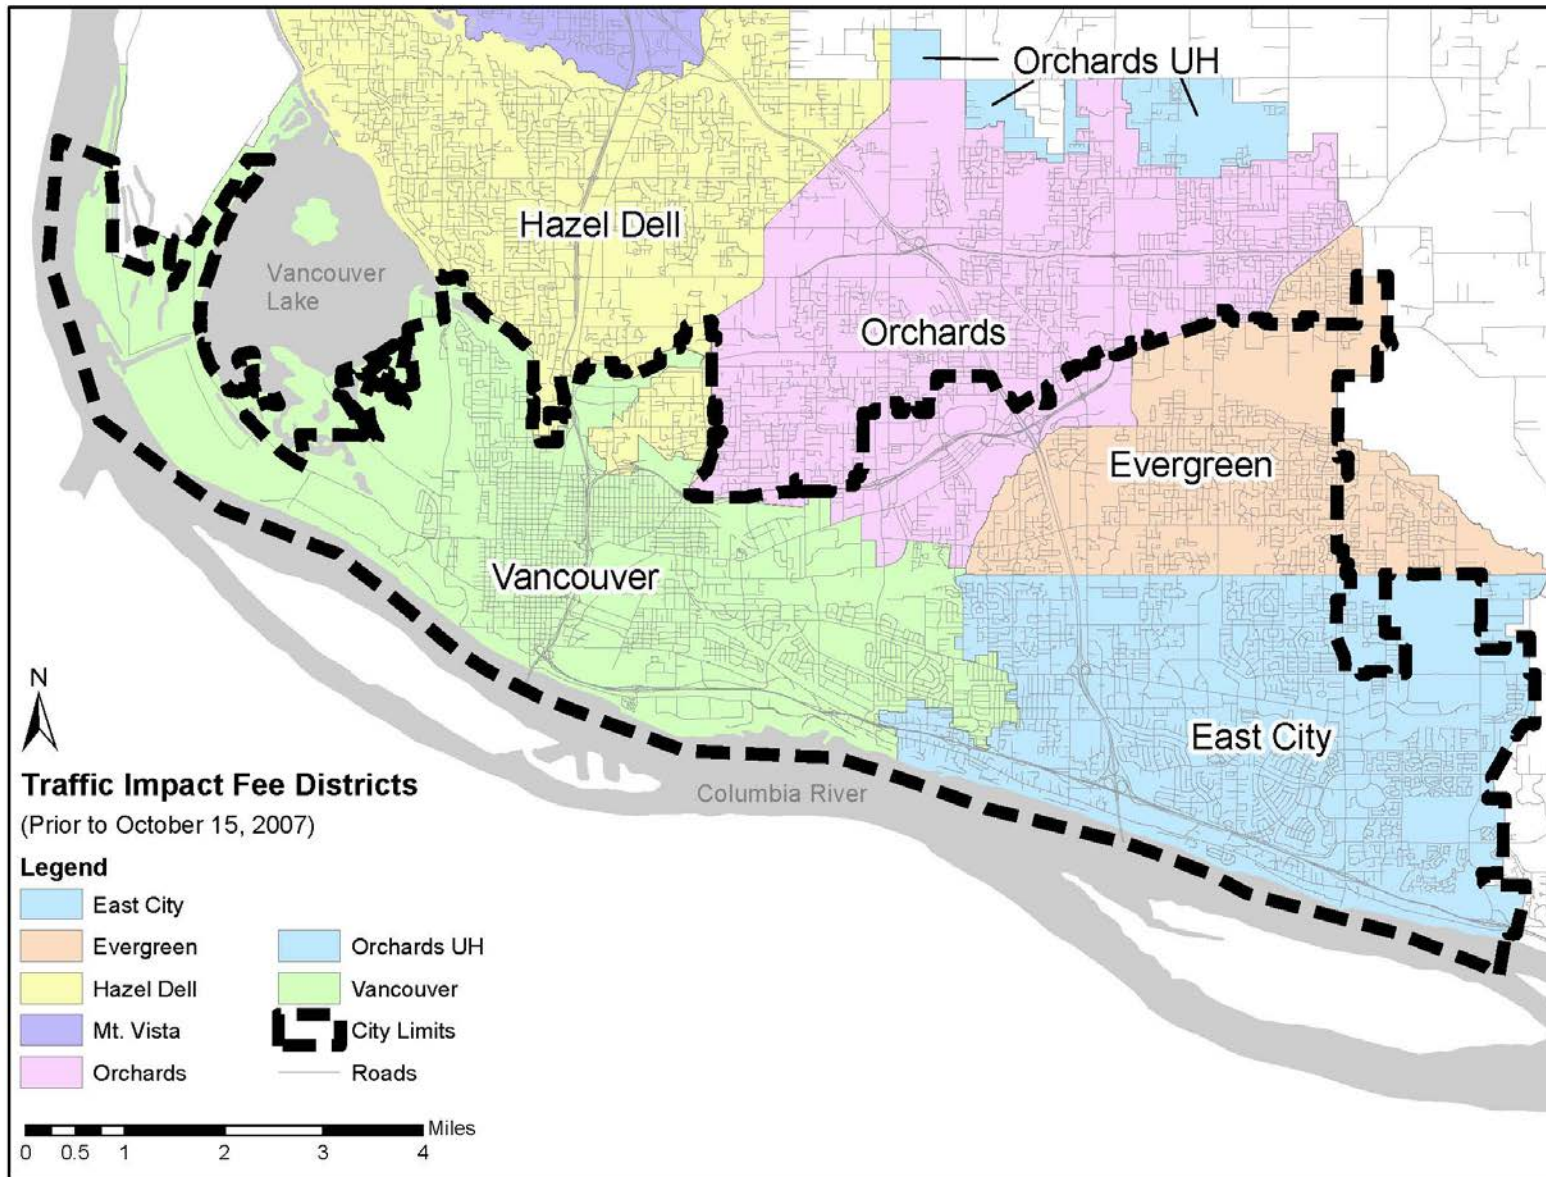 Orchards UH
Hazel Dell
Vancouver
Lake
Orchards
Evergreen
Vancouver
East City
Columbia River
N
Traffic Impact Fee Districts
(Prior to October 15, 2007)
Legend
East City
Evergreen
Hazel Dell
Mt. Vista
Orchards
Orchards UH
Vancouver
City Limits
Roads
Miles
0 0.5 1 2 3 4